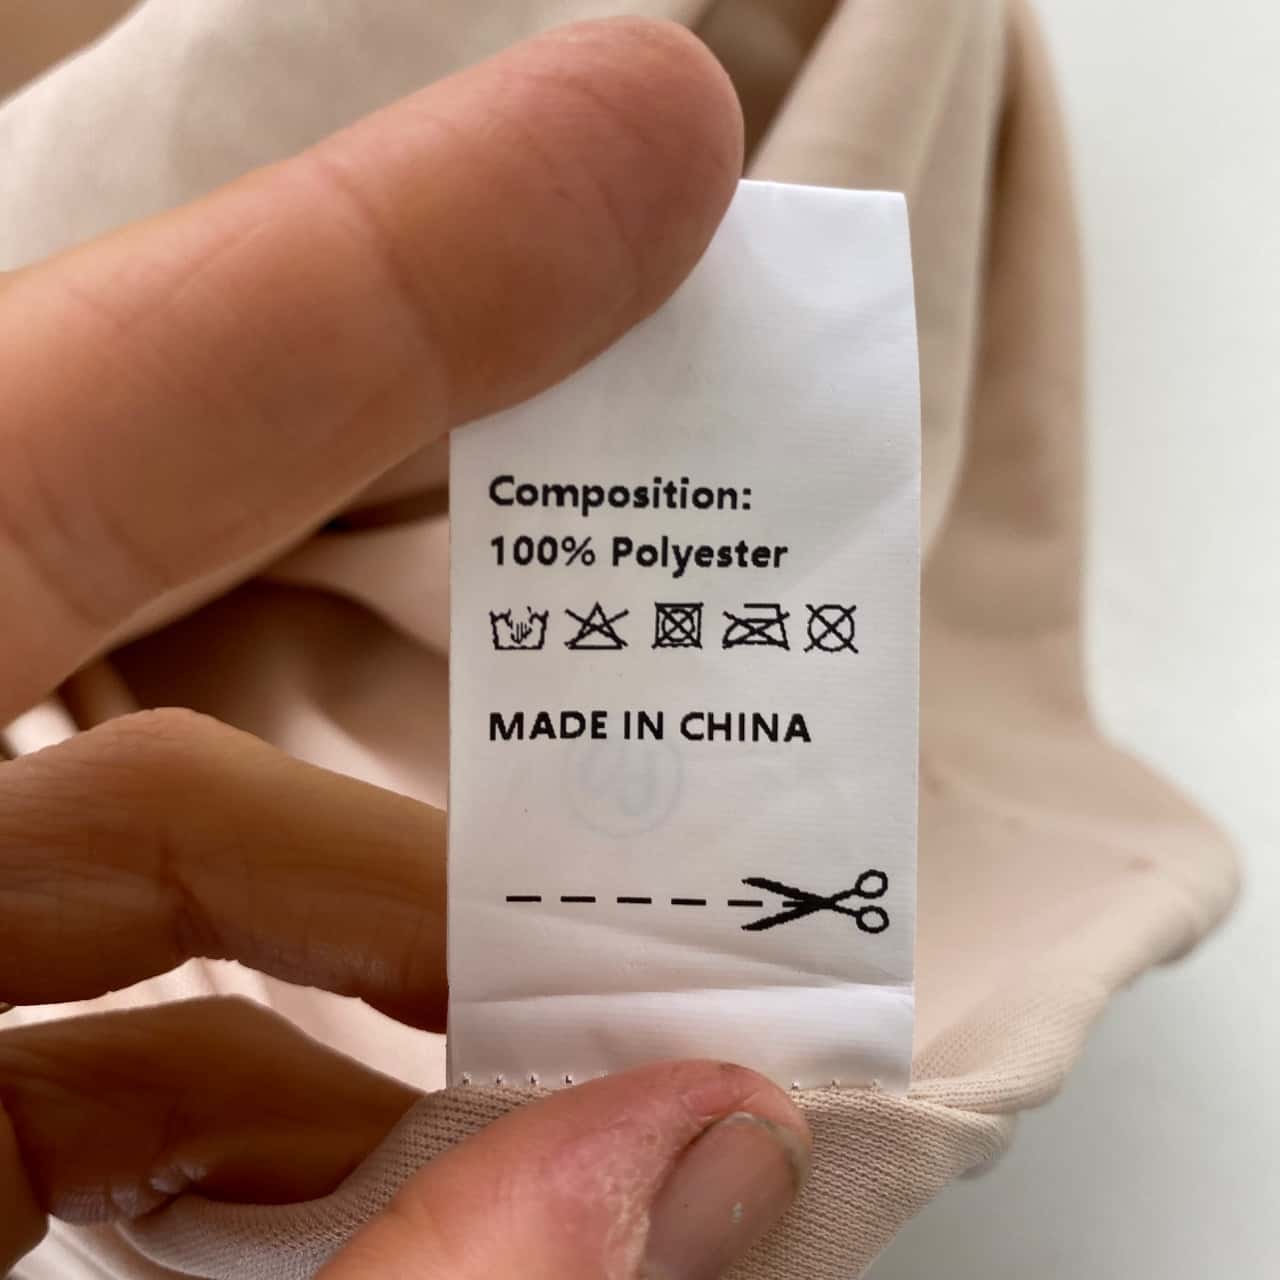 Composition:
100% Polyester
MADE IN CHINA